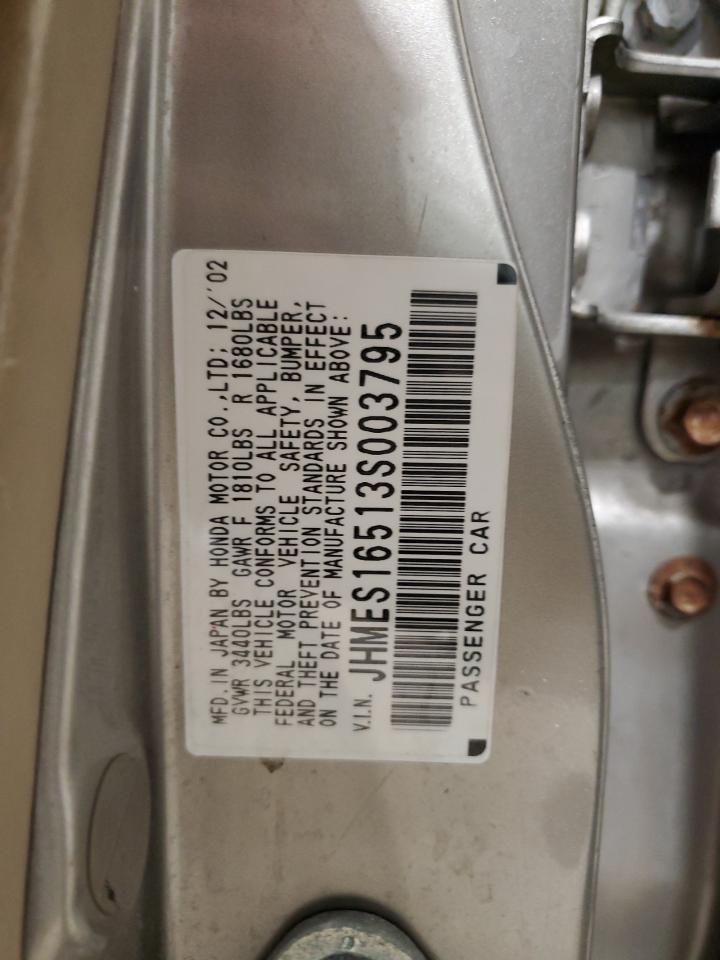 MFD.IN JAPAN BY HONDA MOTOR CO.,LTD; 12/'02
GVWR 3440LBS GAWR F 1810LBS R 1680LBS
THIS VEHICLE CONFORMS TO ALL APPLICABLE
FEDERAL MOTOR VEHICLE SAFETY, BUMPER,
AND THEFT PREVENTION STANDARDS IN EFFECT
ON THE DATE OF MANUFACTURE SHOWN ABOVE:
V.I.N. JHMES16513S003795
PASSENGER CAR